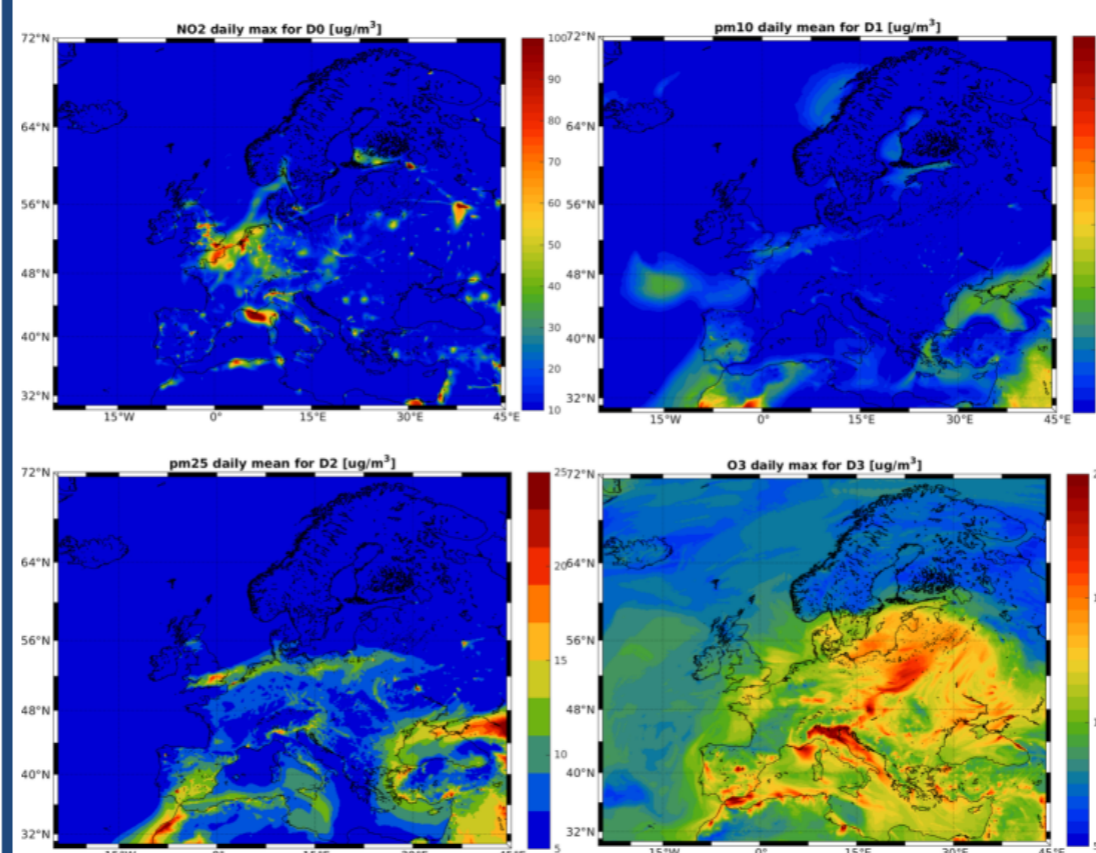 NO2 daily max for D0 [ug/m³]
72°N
64°N
56°N
48°N
40°N
32°N
15°W 0° 15°E 30°E 45°E
100
90
80
70
60
50
40
30
20
10
pm10 daily mean for D1 [ug/m³]
72°N
64°N
56°N
48°N
40°N
32°N
15°W 0° 15°E 30°E 45°E
pm25 daily mean for D2 [ug/m³]
72°N
64°N
56°N
48°N
40°N
32°N
25
20
15
10
5
O3 daily max for D3 [ug/m³]
72°N
64°N
56°N
48°N
40°N
32°N
15°W 0° 15°E 30°E 45°E